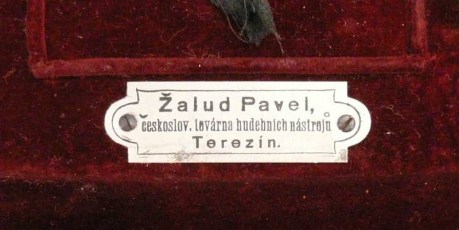 Žalud Pavel,
českoslov. továrna hudebních nástrojů
Terezín.